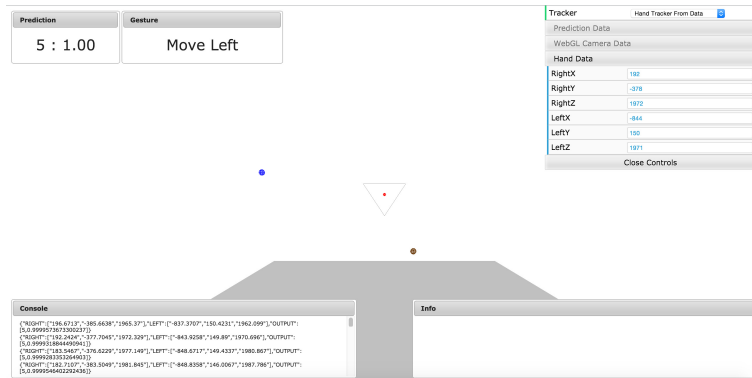 Prediction
5 : 1.00
Gesture
Move Left
Tracker
Hand Tracker From Data
Prediction Data
WebGL Camera Data
Hand Data
RightX
192
RightY
-378
RightZ
1972
LeftX
-844
LeftY
150
LeftZ
1971
Close Controls
Console
{"RIGHT":["196.6713","-385.6638","1965.37"],"LEFT":["-837.3707","150.4231","1962.099"],"OUTPUT":
[5,0.9999573673300237]}
{"RIGHT":["192.2424","-377.7045","1972.329"],"LEFT":["-843.9258","149.89","1970.696"],"OUTPUT":
[5,0.9999318844490941]}
{"RIGHT":["183.5467","-376.6229","1977.149"],"LEFT":["-848.6717","149.4337","1980.867"],"OUTPUT":
[5,0.9999283353264903]}
{"RIGHT":["182.7107","-383.5049","1981.845"],"LEFT":["-848.8358","146.0067","1987.786"],"OUTPUT":
[5,0.9999546402292436]}
Info